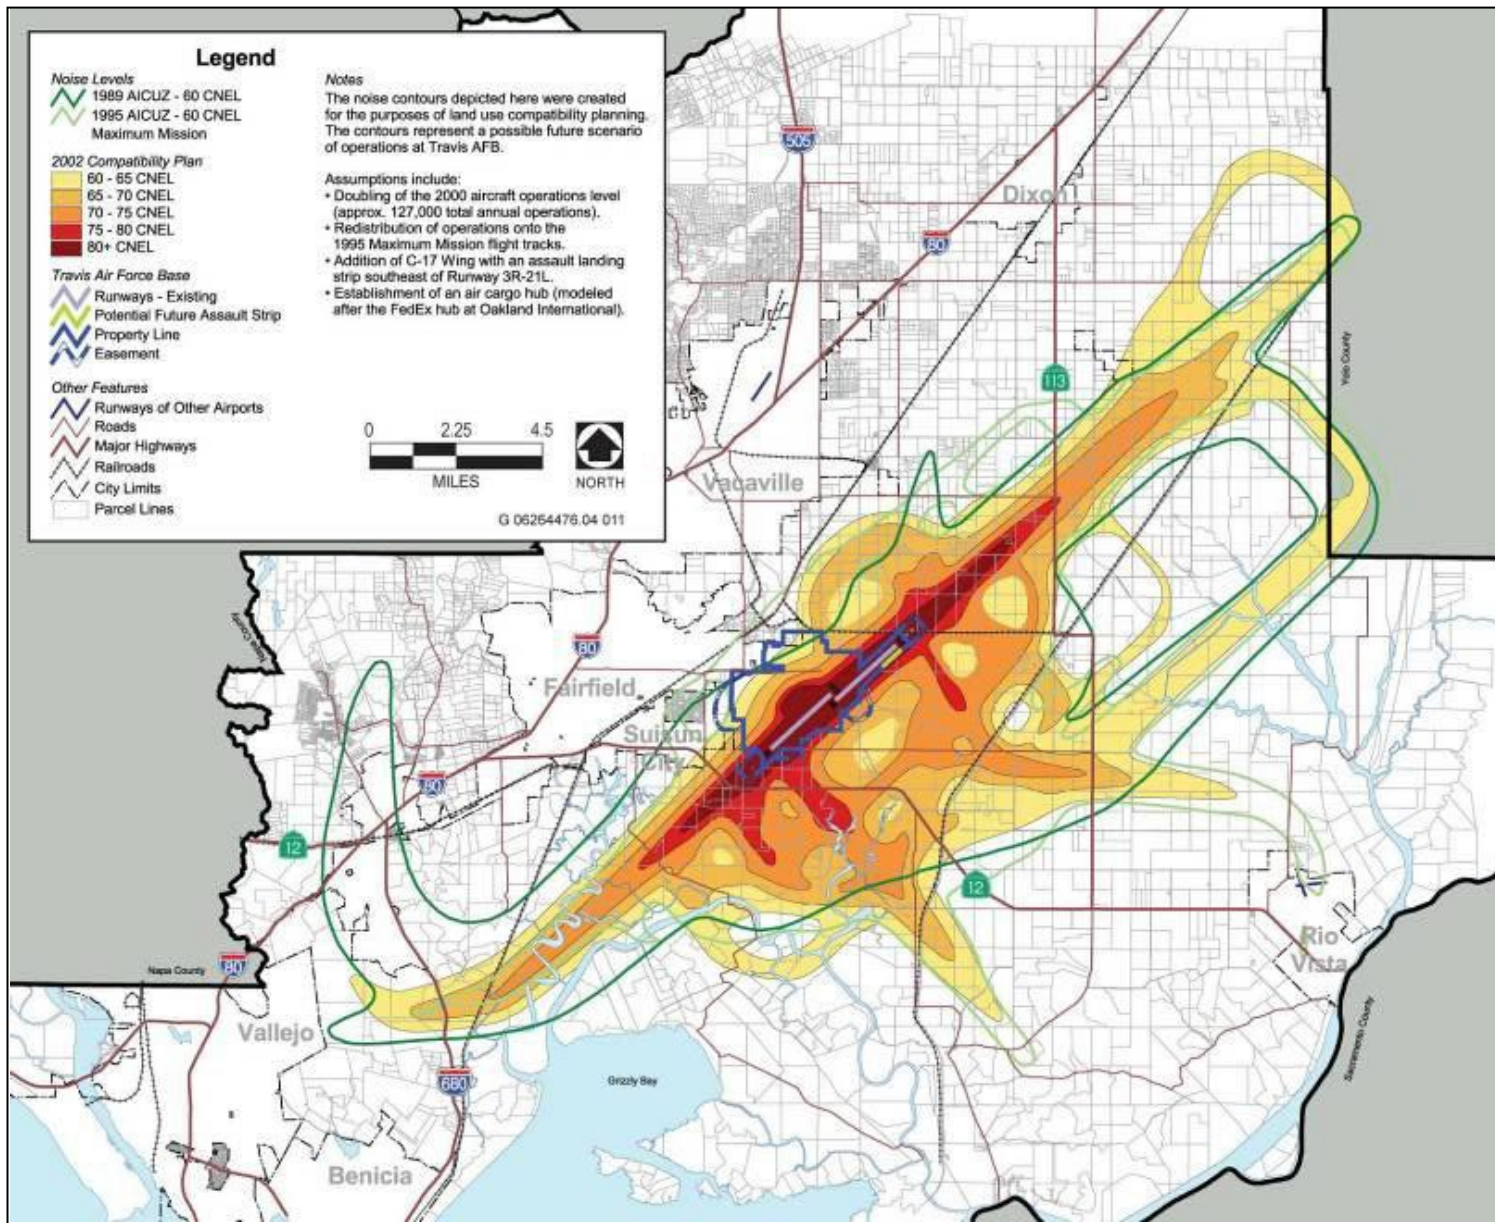 Legend
Noise Levels
1989 AICUZ - 60 CNEL
1995 AICUZ - 60 CNEL
Maximum Mission
2002 Compatibility Plan
60 - 65 CNEL
65 - 70 CNEL
70 - 75 CNEL
75 - 80 CNEL
80+ CNEL
Travis Air Force Base
Runways - Existing
Potential Future Assault Strip
Property Line
Easement
Other Features
Runways of Other Airports
Roads
Major Highways
Railroads
City Limits
Parcel Lines
Notes
The noise contours depicted here were created
for the purposes of land use compatibility planning.
The contours represent a possible future scenario
of operations at Travis AFB.
Assumptions include:
• Doubling of the 2000 aircraft operations level
(approx. 127,000 total annual operations).
• Redistribution of operations onto the
1995 Maximum Mission flight tracks.
• Addition of C-17 Wing with an assault landing
strip southeast of Runway 3R-21L.
• Establishment of an air cargo hub (modeled
after the FedEx hub at Oakland International).
0 2.25 4.5
MILES
NORTH
G 06254476.04 011
505
Dixon
80
Yolo County
113
Vacaville
Napa County
80
Fairfield
Suisun
City
80
12
12
Rio
Vista
Napa County
80
Vallejo
680
Grizzly Bay
Sacramento County
Benicia